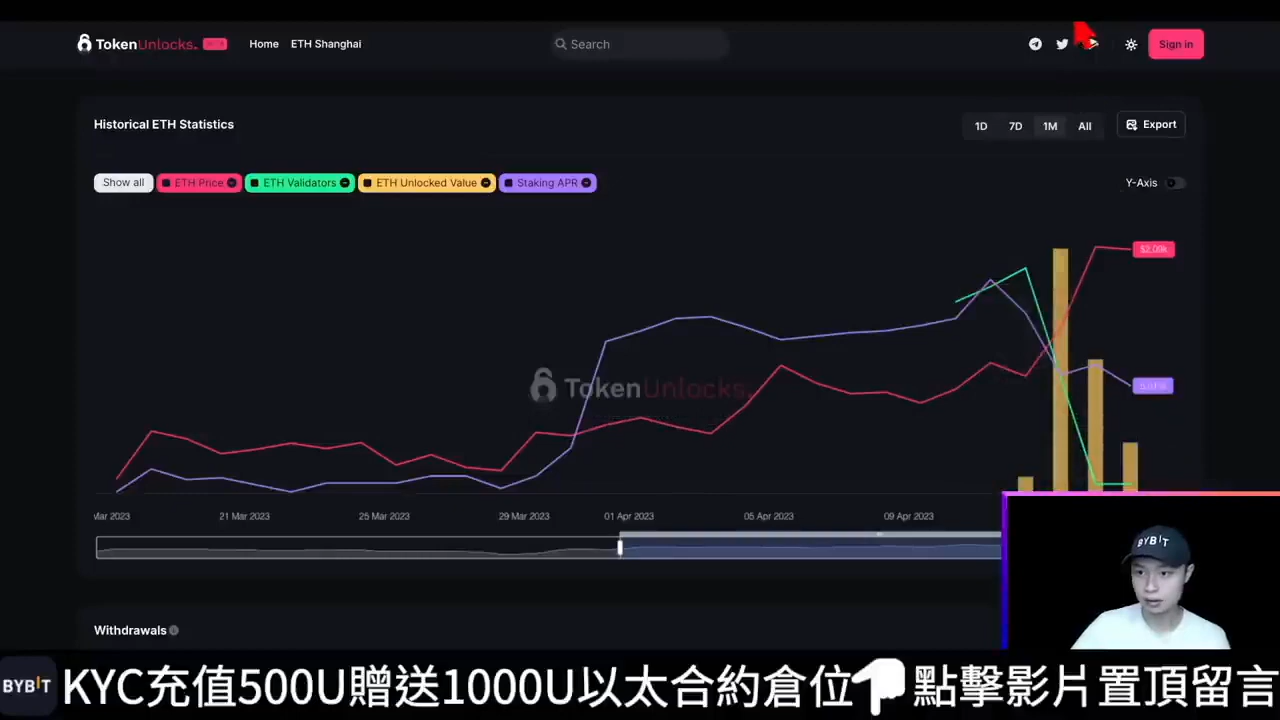 TokenUnlocks.
Home
ETH Shanghai
Search
Sign in
Historical ETH Statistics
1D
7D
1M
All
Export
Show all
ETH Price
ETH Validators
ETH Unlocked Value
Staking APR
Y-Axis
$2.09k
TokenUnlocks.
Mar 2023
21 Mar 2023
25 Mar 2023
29 Mar 2023
01 Apr 2023
05 Apr 2023
09 Apr 2023
BYBIT
Withdrawals
BYBIT
KYC充值500U贈送1000U以太合約倉位
點擊影片置頂留言